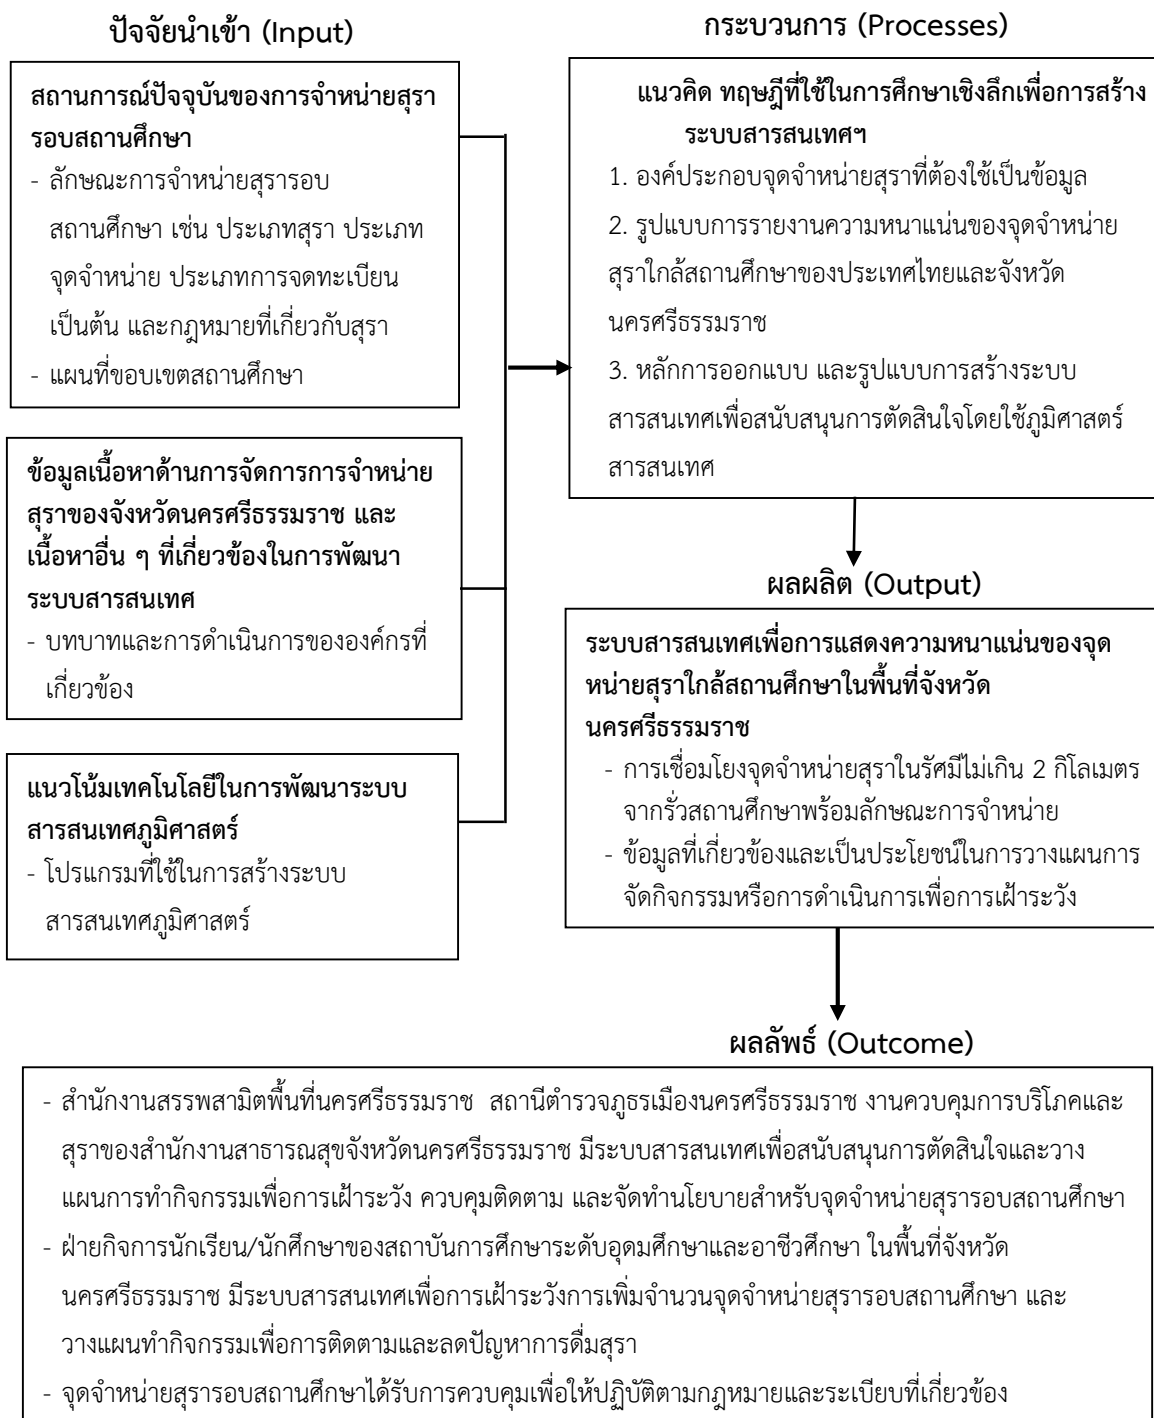 ปัจจัยนำเข้า (Input)
สถานการณ์ปัจจุบันของการจำหน่ายสุรา
รอบสถานศึกษา
- ลักษณะการจำหน่ายสุรารอบ
สถานศึกษา เช่น ประเภทสุรา ประเภท
จุดจำหน่าย ประเภทการจดทะเบียน
เป็นต้น และกฎหมายที่เกี่ยวกับสุรา
- แผนที่ขอบเขตสถานศึกษา
ข้อมูลเนื้อหาด้านการจัดการการจำหน่าย
สุราของจังหวัดนครศรีธรรมราช และ
เนื้อหาอื่น ๆ ที่เกี่ยวข้องในการพัฒนา
ระบบสารสนเทศ
- บทบาทและการดำเนินการขององค์กรที่
เกี่ยวข้อง
แนวโน้มเทคโนโลยีในการพัฒนาระบบ
สารสนเทศภูมิศาสตร์
- โปรแกรมที่ใช้ในการสร้างระบบ
สารสนเทศภูมิศาสตร์
กระบวนการ (Processes)
แนวคิด ทฤษฎีที่ใช้ในการศึกษาเชิงลึกเพื่อการสร้าง
ระบบสารสนเทศฯ
1. องค์ประกอบจุดจำหน่ายสุราที่ต้องใช้เป็นข้อมูล
2. รูปแบบการรายงานความหนาแน่นของจุดจำหน่าย
สุราใกล้สถานศึกษาของประเทศไทยและจังหวัด
นครศรีธรรมราช
3. หลักการออกแบบ และรูปแบบการสร้างระบบ
สารสนเทศเพื่อสนับสนุนการตัดสินใจโดยใช้ภูมิศาสตร์
สารสนเทศ
ผลผลิต (Output)
ระบบสารสนเทศเพื่อการแสดงความหนาแน่นของจุด
หน่ายสุราใกล้สถานศึกษาในพื้นที่จังหวัด
นครศรีธรรมราช
- การเชื่อมโยงจุดจำหน่ายสุราในรัศมีไม่เกิน 2 กิโลเมตร
จากรั่วสถานศึกษาพร้อมลักษณะการจำหน่าย
- ข้อมูลที่เกี่ยวข้องและเป็นประโยชน์ในการวางแผนการ
จัดกิจกรรมหรือการดำเนินการเพื่อการเฝ้าระวัง
ผลลัพธ์ (Outcome)
- สำนักงานสรรพสามิตพื้นที่นครศรีธรรมราช สถานีตำรวจภูธรเมืองนครศรีธรรมราช งานควบคุมการบริโภคและ
สุราของสำนักงานสาธารณสุขจังหวัดนครศรีธรรมราช มีระบบสารสนเทศเพื่อสนับสนุนการตัดสินใจและวาง
แผนการทำกิจกรรมเพื่อการเฝ้าระวัง ควบคุมติดตาม และจัดทำนโยบายสำหรับจุดจำหน่ายสุรารอบสถานศึกษา
- ฝ่ายกิจการนักเรียน/นักศึกษาของสถาบันการศึกษาระดับอุดมศึกษาและอาชีวศึกษา ในพื้นที่จังหวัด
นครศรีธรรมราช มีระบบสารสนเทศเพื่อการเฝ้าระวังการเพิ่มจำนวนจุดจำหน่ายสุรารอบสถานศึกษา และ
วางแผนทำกิจกรรมเพื่อการติดตามและลดปัญหาการดื่มสุรา
- จุดจำหน่ายสุรารอบสถานศึกษาได้รับการควบคุมเพื่อให้ปฏิบัติตามกฎหมายและระเบียบที่เกี่ยวข้อง